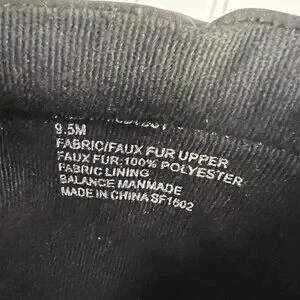 9.5M
FABRIC/FAUX FUR UPPER
FAUX FUR:100% POLYESTER
FABRIC LINING
BALANCE MANMADE
MADE IN CHINA SF1602